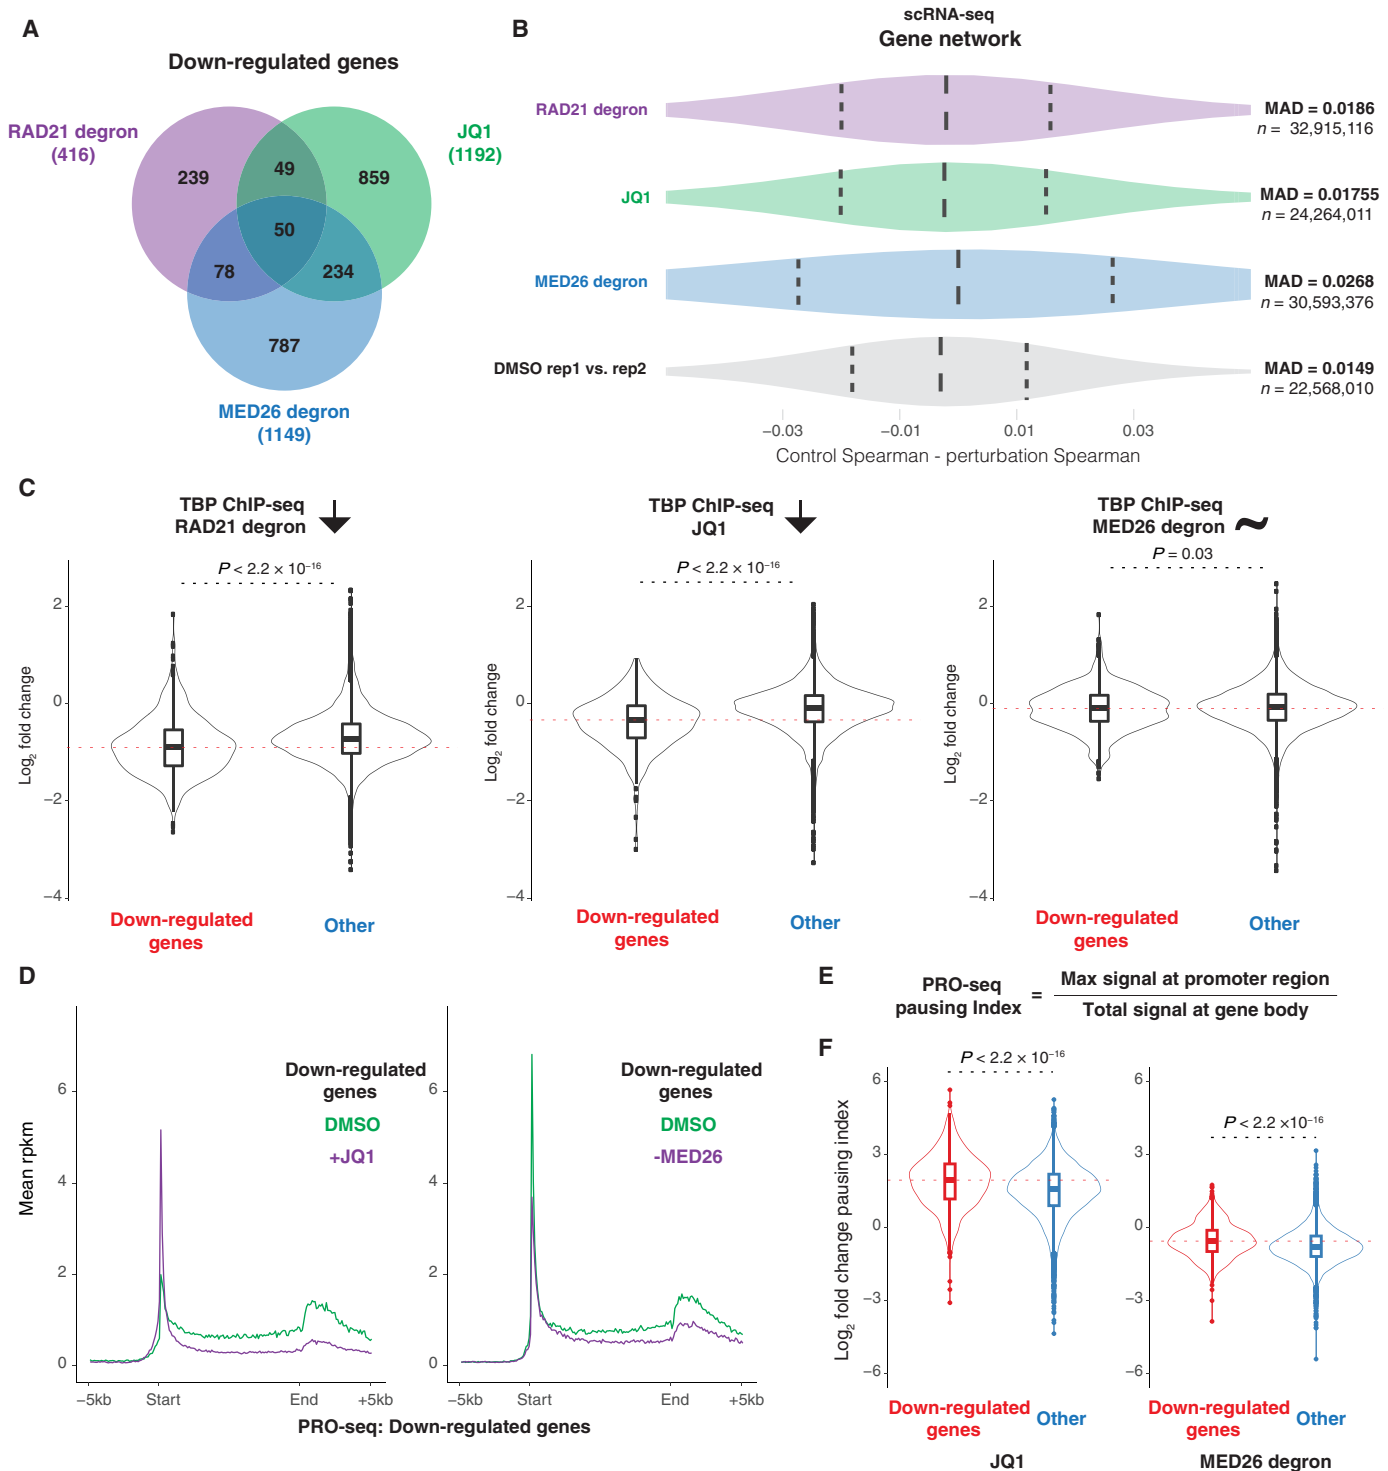 A
Down-regulated genes
RAD21 degron
(416)
JQ1
(1192)
239
49
859
50
78
234
787
MED26 degron
(1149)
B
scRNA-seq
Gene network
RAD21 degron
MAD = 0.0186
n = 32,915,116
JQ1
MAD = 0.01755
n = 24,264,011
MED26 degron
MAD = 0.0268
n = 30,593,376
DMSO rep1 vs. rep2
MAD = 0.0149
n = 22,568,010
−0.03
−0.01
0.01
0.03
Control Spearman - perturbation Spearman
C
TBP ChIP-seq
RAD21 degron
P < 2.2 × 10⁻¹⁶
Log₂ fold change
2
0
−2
−4
Down-regulated
genes
Other
TBP ChIP-seq
JQ1
P < 2.2 × 10⁻¹⁶
Log₂ fold change
2
0
−2
−4
Down-regulated
genes
Other
TBP ChIP-seq
MED26 degron ~
P = 0.03
Log₂ fold change
2
0
−2
−4
Down-regulated
genes
Other
D
Mean rpkm
6
4
2
0
Down-regulated
genes
DMSO
+JQ1
−5kb
Start
End
+5kb
6
4
2
0
Down-regulated
genes
DMSO
-MED26
−5kb
Start
End
+5kb
PRO-seq: Down-regulated genes
E
PRO-seq
pausing Index
=
Max signal at promoter region
Total signal at gene body
F
Log₂ fold change pausing index
P < 2.2 × 10⁻¹⁶
6
3
0
−3
−6
Down-regulated
genes
Other
JQ1
P < 2.2 ×10⁻¹⁶
6
3
0
−3
−6
Down-regulated
genes
Other
MED26 degron